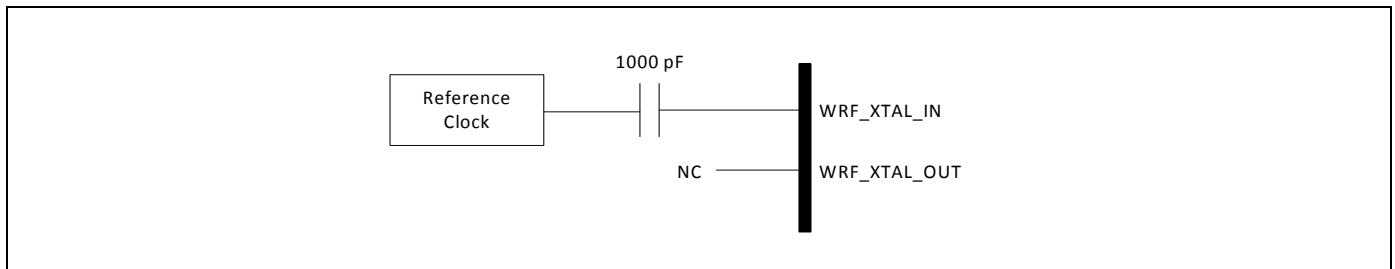 1000 pF
Reference
Clock
WRF_XTAL_IN
NC
WRF_XTAL_OUT